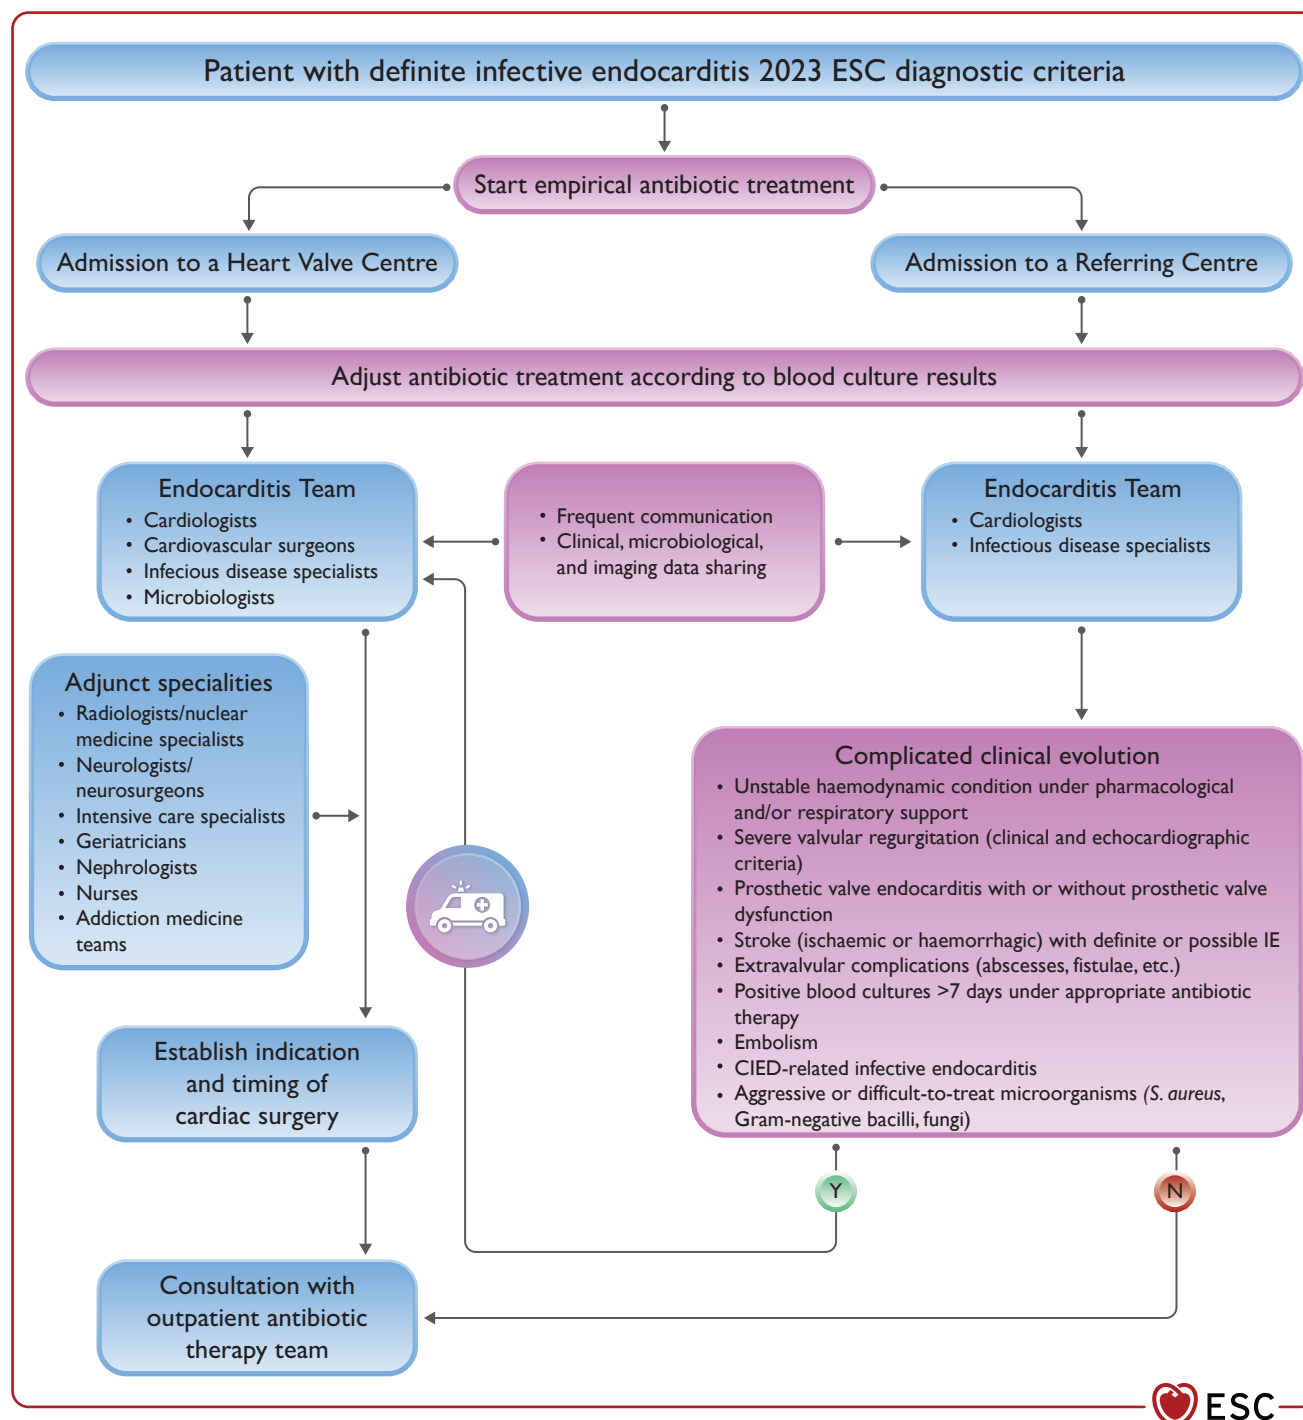 Patient with definite infective endocarditis 2023 ESC diagnostic criteria
Start empirical antibiotic treatment
Admission to a Heart Valve Centre
Admission to a Referring Centre
Adjust antibiotic treatment according to blood culture results
Endocarditis Team
• Cardiologists
• Cardiovascular surgeons
• Infecious disease specialists
• Microbiologists
• Frequent communication
• Clinical, microbiological,
and imaging data sharing
Endocarditis Team
• Cardiologists
• Infectious disease specialists
Adjunct specialities
• Radiologists/nuclear
medicine specialists
• Neurologists/
neurosurgeons
• Intensive care specialists
• Geriatricians
• Nephrologists
• Nurses
• Addiction medicine
teams
Complicated clinical evolution
• Unstable haemodynamic condition under pharmacological
and/or respiratory support
• Severe valvular regurgitation (clinical and echocardiographic
criteria)
• Prosthetic valve endocarditis with or without prosthetic valve
dysfunction
• Stroke (ischaemic or haemorrhagic) with definite or possible IE
• Extravalvular complications (abscesses, fistulae, etc.)
• Positive blood cultures >7 days under appropriate antibiotic
therapy
• Embolism
• CIED-related infective endocarditis
• Aggressive or difficult-to-treat microorganisms (S. aureus,
Gram-negative bacilli, fungi)
Establish indication
and timing of
cardiac surgery
Y
N
Consultation with
outpatient antibiotic
therapy team
ESC